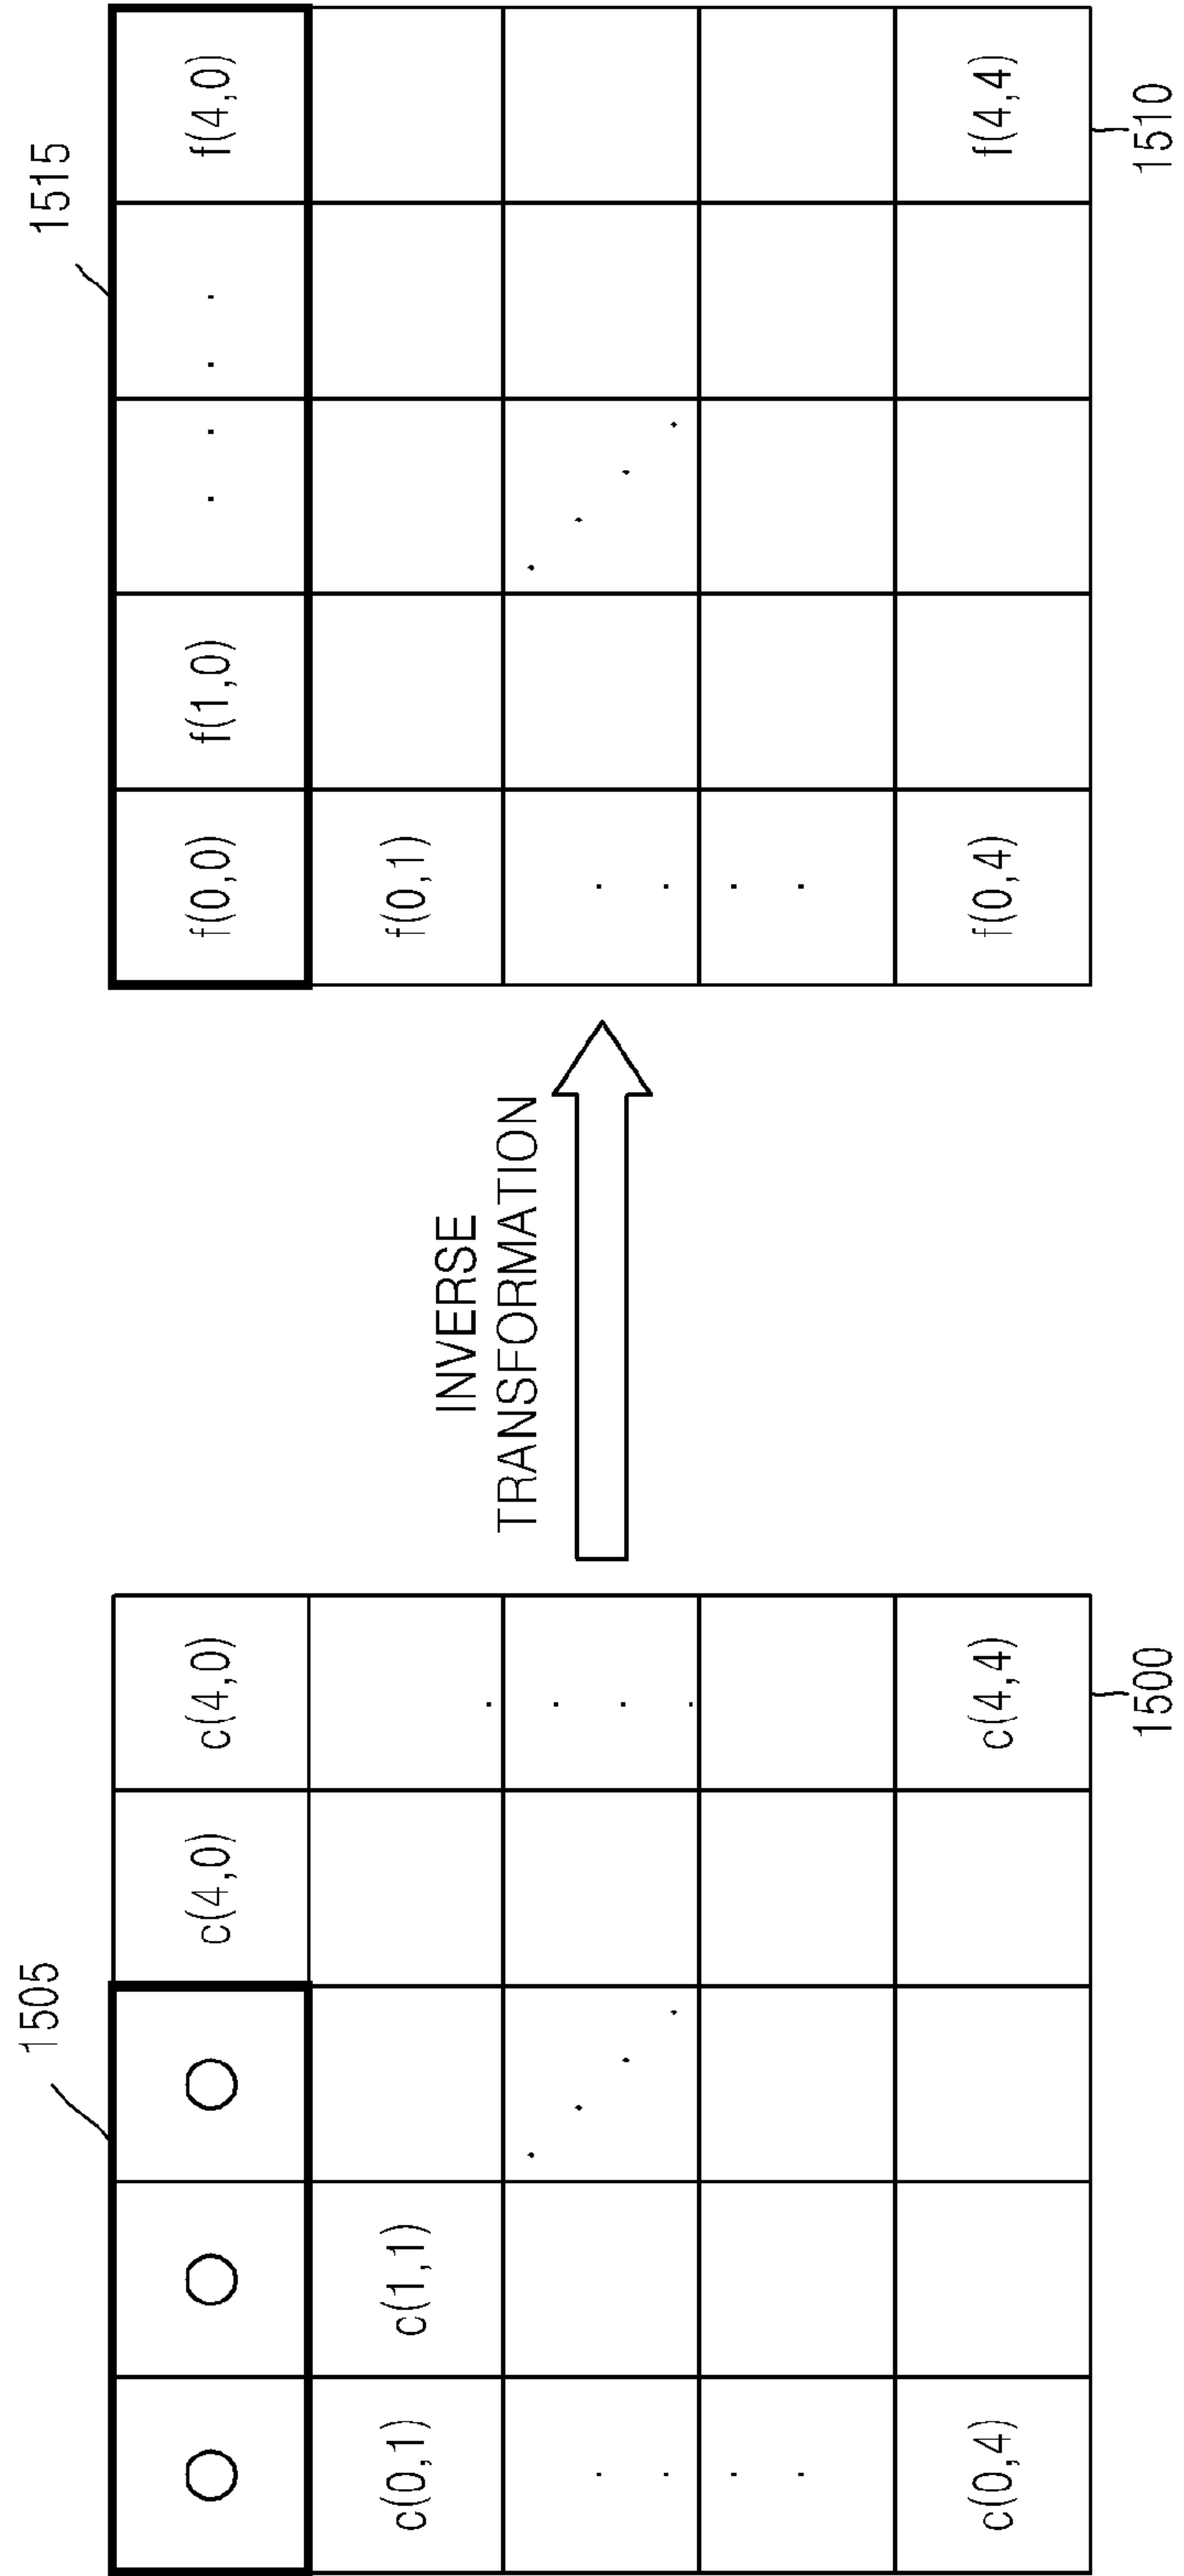 1505
○ ○ ○ c(4,0) c(4,0)
c(0,1) c(1,1)
c(0,4) c(4,4)
1500
INVERSE
TRANSFORMATION
1515
f(0,0) f(1,0) . . . . f(4,0)
f(0,1)
f(0,4) f(4,4)
1510